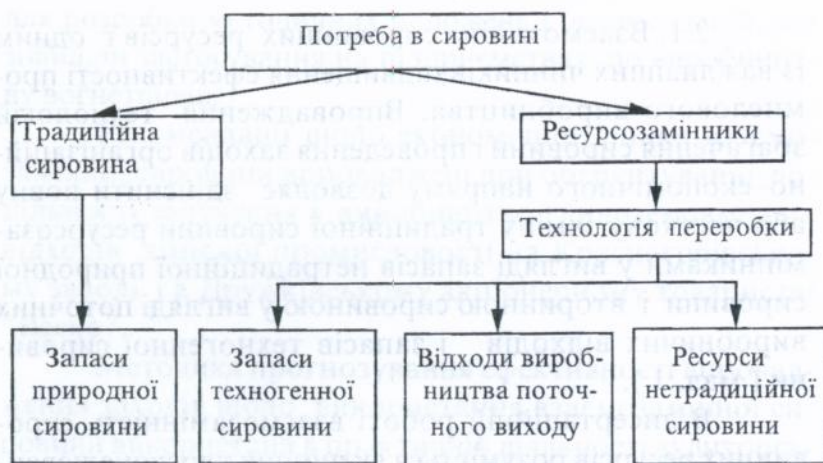 Потреба в сировині
Традиційна
сировина
Ресурсозамінники
Технологія переробки
Запаси
природної
сировини
Запаси
техногенної
сировини
Відходи вироб-
ництва поточ-
ного виходу
Ресурси
нетрадиційної
сировини